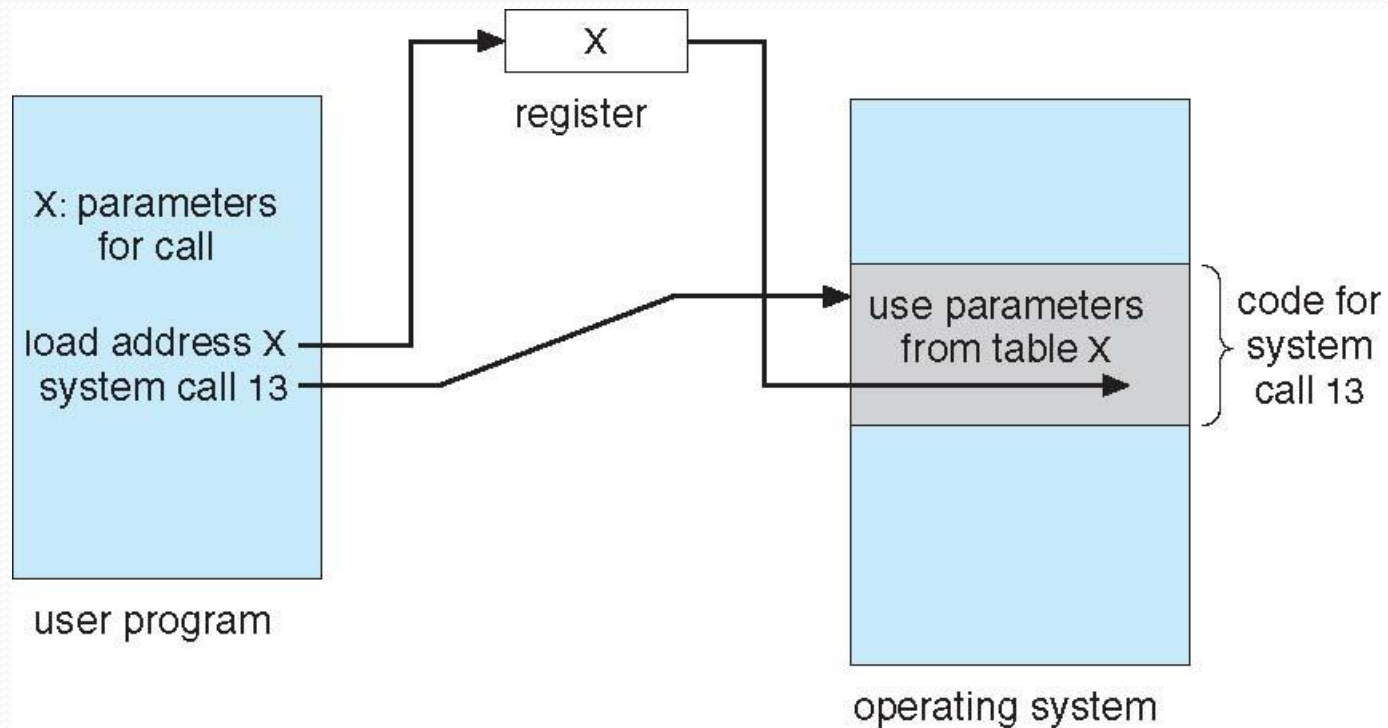 X
register
X: parameters
for call
load address X
system call 13
user program
use parameters
from table X
code for
system
call 13
operating system